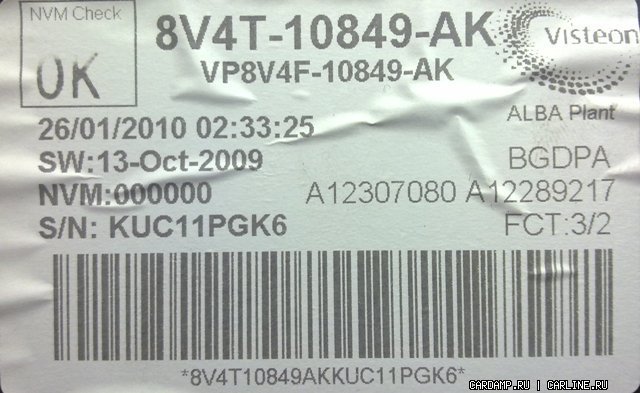 NVM Check
OK
8V4T-10849-AK
VP8V4F-10849-AK
Visteon
ALBA Plant
26/01/2010 02:33:25
SW:13-Oct-2009
BGDPA
NVM:000000
A12307080 A12289217
S/N: KUC11PGK6
FCT:3/2
*8V4T10849AKKUC11PGK6*
CARDAMP.RU | CARLINE.RU